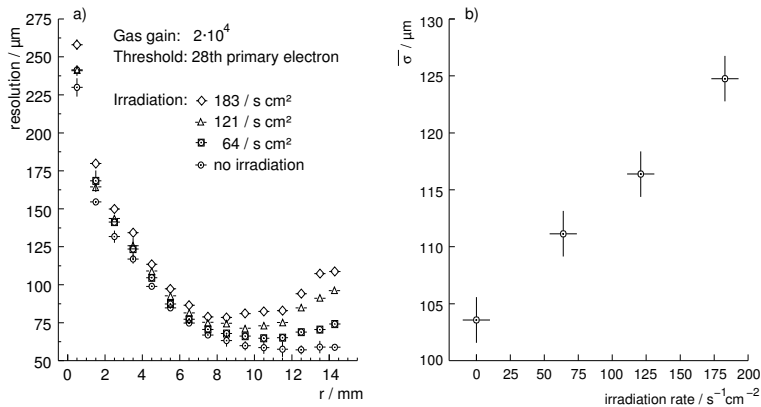 a)
Gas gain: 2·10⁴
Threshold: 28th primary electron
Irradiation: 183 / s cm²
121 / s cm²
64 / s cm²
no irradiation
resolution / µm
275
250
225
200
175
150
125
100
75
50
0 2 4 6 8 10 12 14
r / mm
b)
σ / µm
130
125
120
115
110
105
100
0 25 50 75 100 125 150 175 200
irradiation rate / s⁻¹cm⁻²